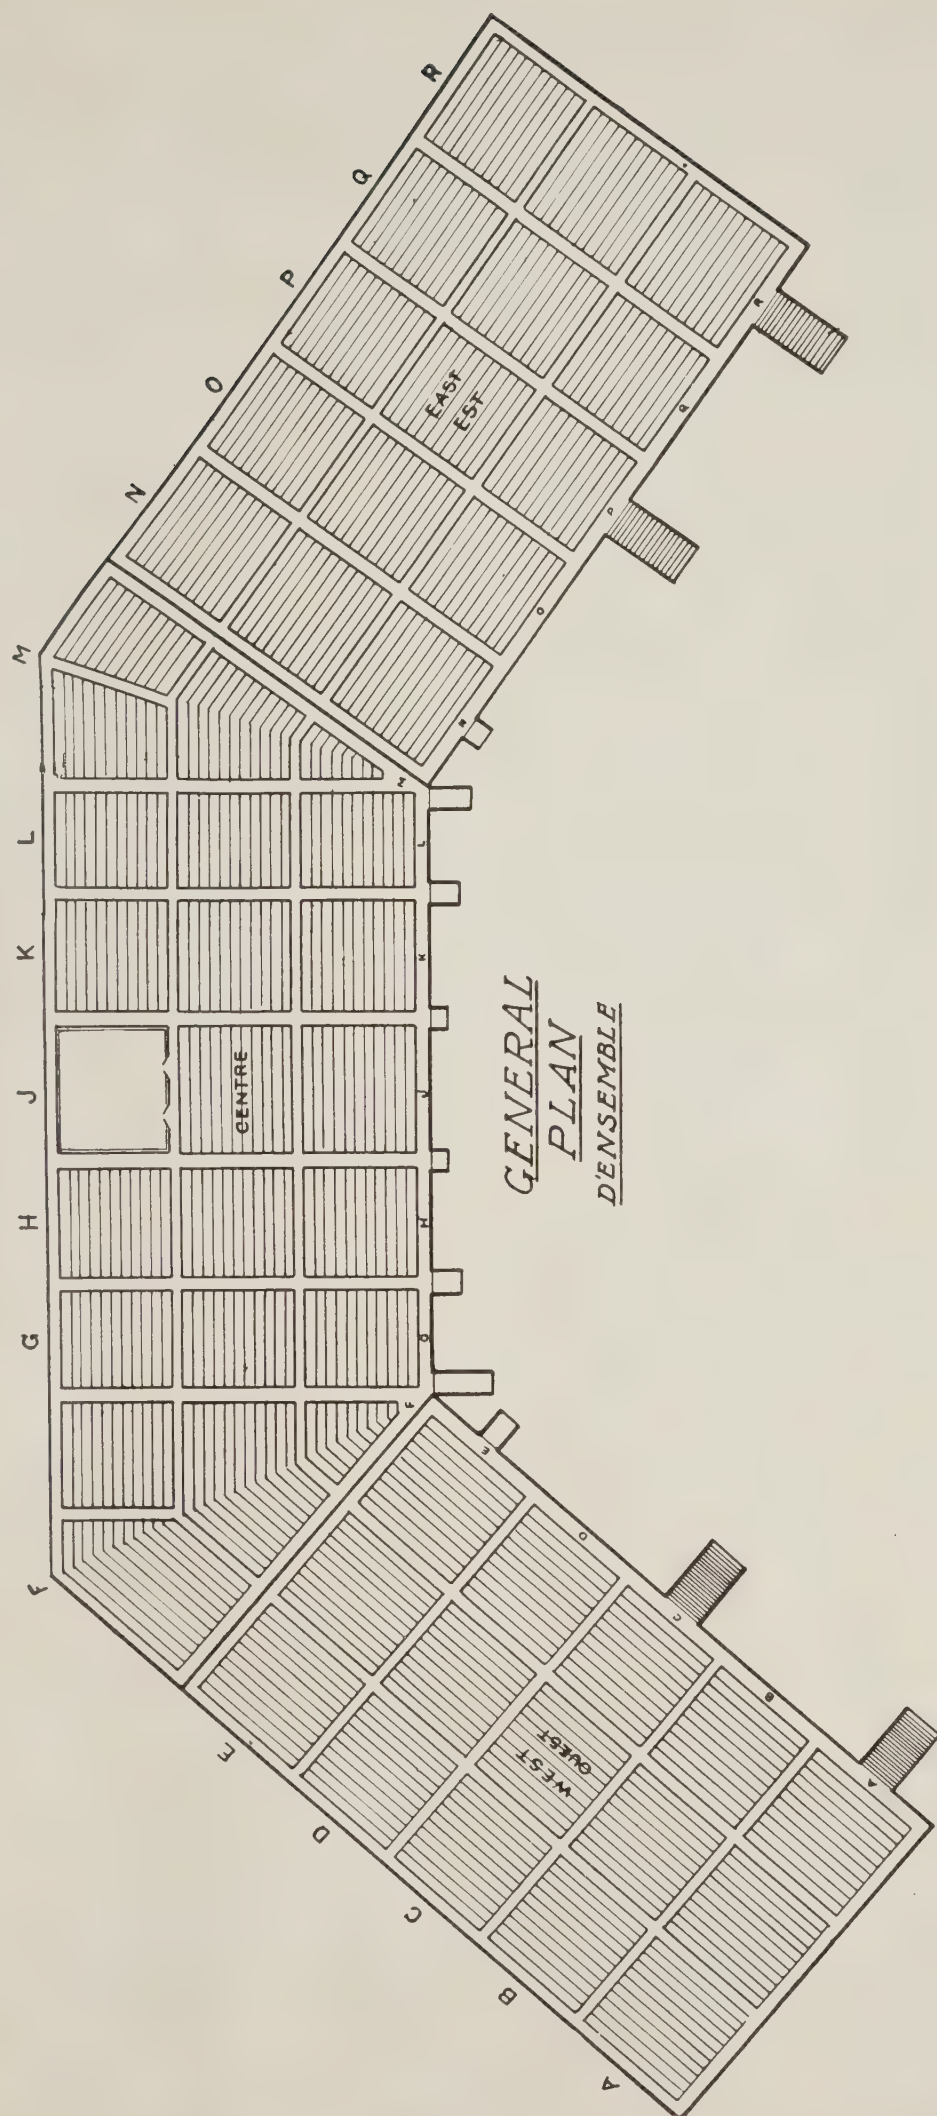 R
Q
P
O
N
M
L
K
J
H
G
F
E
D
C
B
A
EAST
EST
CENTRE
WEST
OUEST
R
Q
P
O
N
M
L
K
J
H
G
F
E
D
C
B
A
GENERAL
PLAN
D'ENSEMBLE